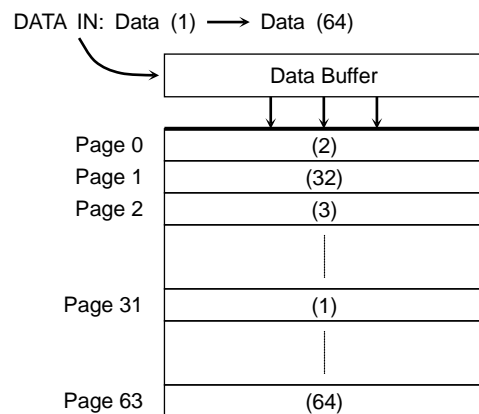 DATA IN: Data (1) ⟶ Data (64)
Data Buffer
Page 0 (2)
Page 1 (32)
Page 2 (3)
Page 31 (1)
Page 63 (64)